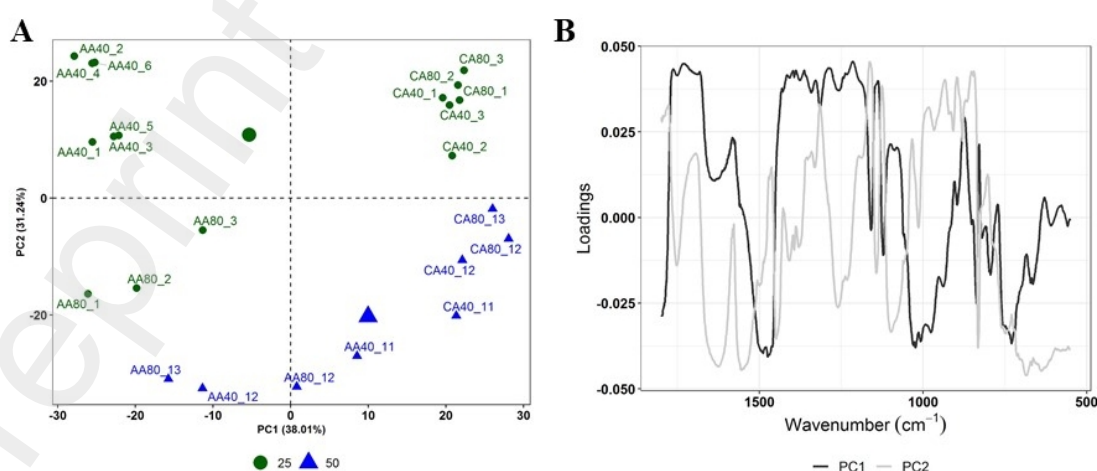 A
B
AA40_2
AA40_4
AA40_6
CA80_3
CA80_2
CA40_1
CA80_1
CA40_3
AA40_5
AA40_1
AA40_3
CA40_2
AA80_3
CA80_13
CA80_12
CA40_12
AA80_2
AA80_1
CA40_11
AA40_11
AA80_13
AA80_12
AA40_12
20
0
-20
PC2 (31.24%)
-30
-20
-10
0
10
20
30
PC1 (38.01%)
25
50
0.050
0.025
0.000
-0.025
-0.050
Loadings
1500
1000
500
Wavenumber (cm⁻¹)
PC1
PC2
eprint